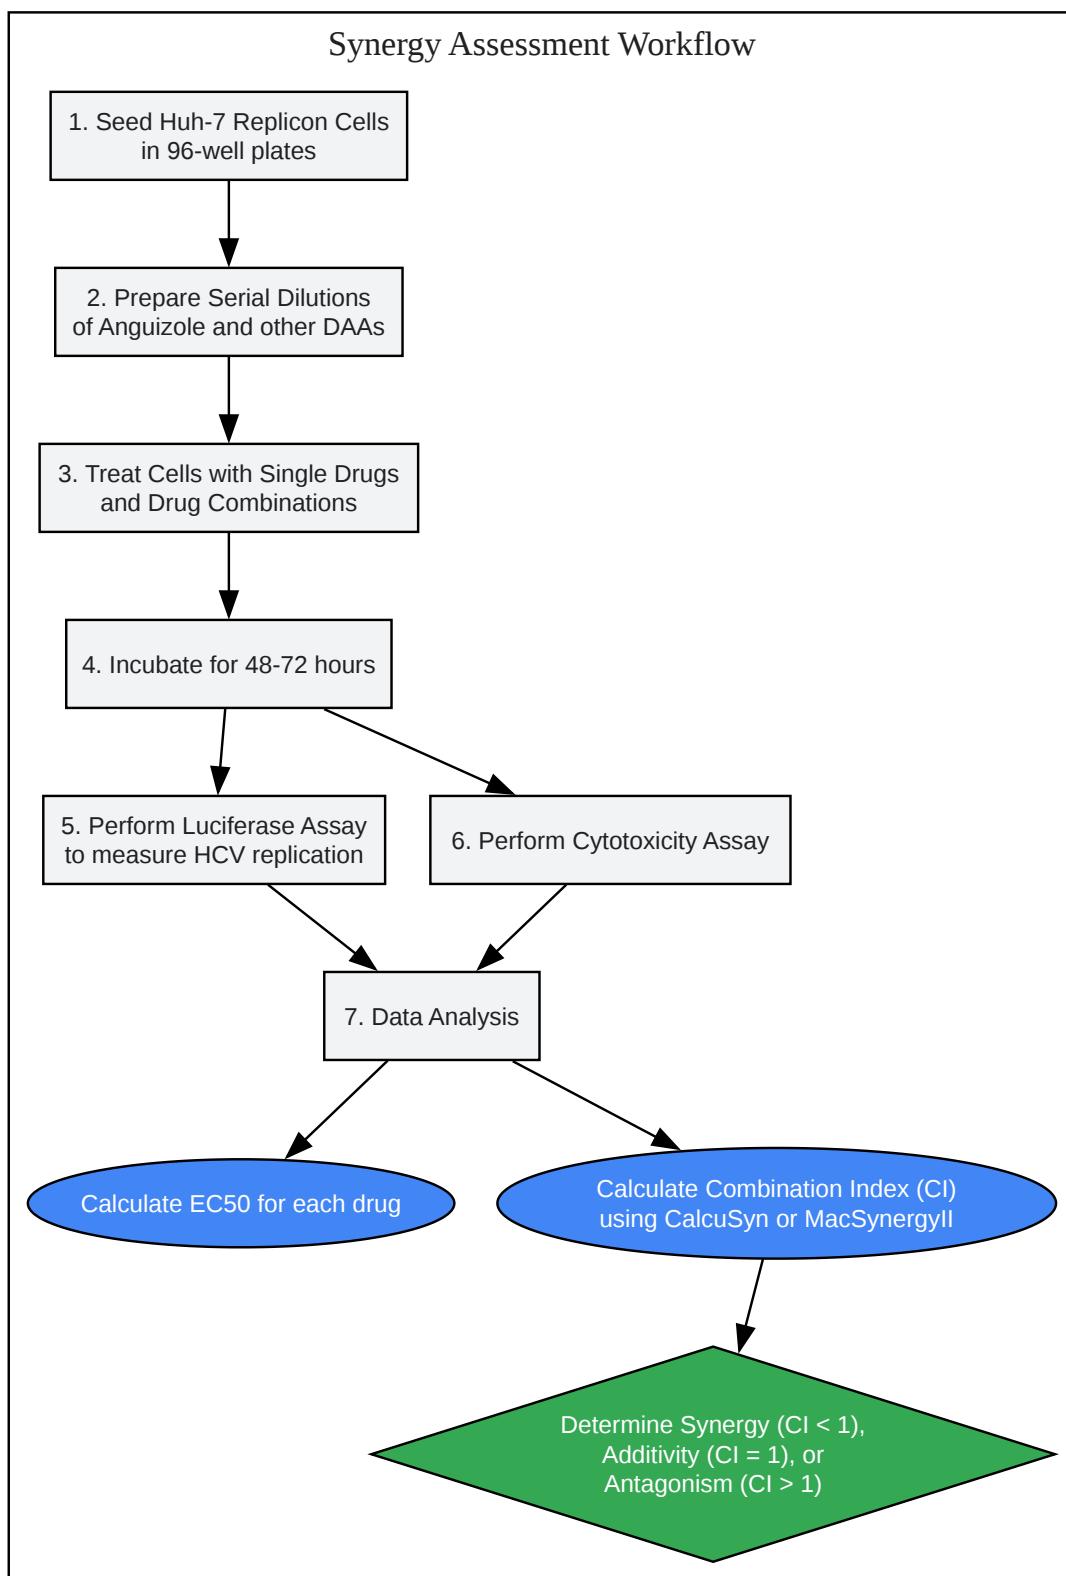 Synergy Assessment Workflow
1. Seed Huh-7 Replicon Cells
in 96-well plates
2. Prepare Serial Dilutions
of Anguizole and other DAAs
3. Treat Cells with Single Drugs
and Drug Combinations
4. Incubate for 48-72 hours
5. Perform Luciferase Assay
to measure HCV replication
6. Perform Cytotoxicity Assay
7. Data Analysis
Calculate EC50 for each drug
Calculate Combination Index (CI)
using CalcuSyn or MacSynergyII
Determine Synergy (CI < 1),
Additivity (CI = 1), or
Antagonism (CI > 1)